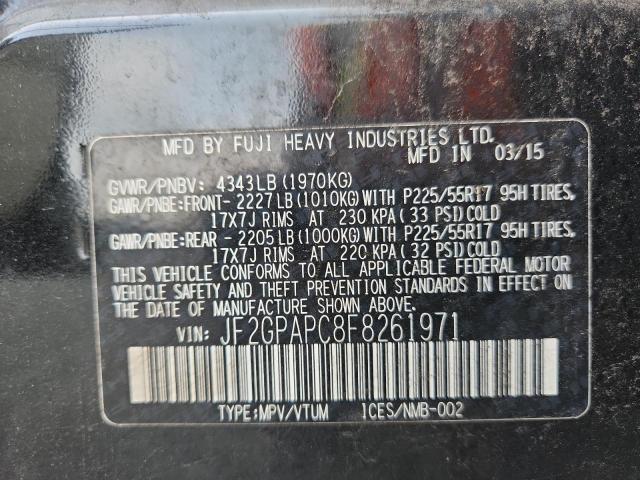 MFD BY FUJI HEAVY INDUSTRIES LTD.
MFD IN 03/15
GVWR/PNBV: 4343LB (1970KG)
GAWR/PNBE:FRONT- 2227 LB (1010KG) WITH P225/55R17 95H TIRES,
17X7J RIMS AT 230 KPA ( 33 PSI) COLD
GAWR/PNBE:REAR - 2205 LB (1000KG) WITH P225/55R17 95H TIRES,
17X7J RIMS AT 220 KPA ( 32 PSI) COLD
THIS VEHICLE CONFORMS TO ALL APPLICABLE FEDERAL MOTOR
VEHICLE SAFETY AND THEFT PREVENTION STANDARDS IN EFFECT ON
THE DATE OF MANUFACTURE SHOWN ABOVE.
VIN: JF2GPAPC8F8261971
TYPE:MPV/VTUM ICES/NMB-002